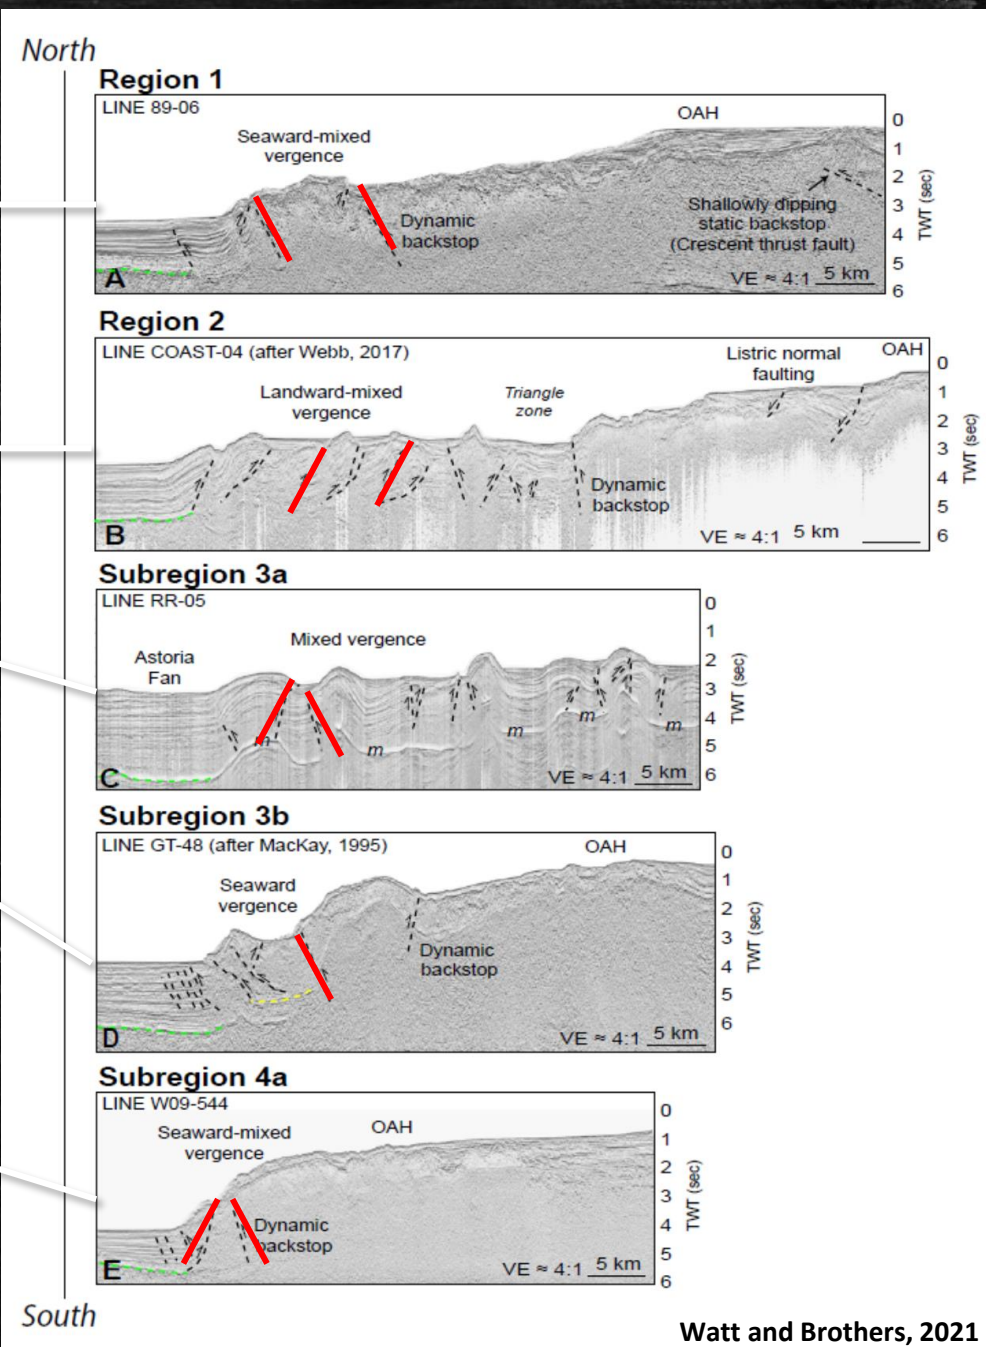 North
Region 1
LINE 89-06
OAH
Seaward-mixed
vergence
Dynamic
backstop
Shallowly dipping
static backstop
(Crescent thrust fault)
VE ≈ 4:1 5 km
A
0
1
2
3
4
5
6
TWT (sec)
Region 2
LINE COAST-04 (after Webb, 2017)
Listric normal
faulting
OAH
Landward-mixed
vergence
Triangle
zone
Dynamic
backstop
VE ≈ 4:1 5 km
B
0
1
2
3
4
5
6
TWT (sec)
Subregion 3a
LINE RR-05
Mixed vergence
Astoria
Fan
m
m
m
m
m
VE ≈ 4:1 5 km
C
0
1
2
3
4
5
6
TWT (sec)
Subregion 3b
LINE GT-48 (after MacKay, 1995)
OAH
Seaward
vergence
Dynamic
backstop
VE ≈ 4:1 5 km
D
0
1
2
3
4
5
6
TWT (sec)
Subregion 4a
LINE W09-544
Seaward-mixed
vergence
OAH
Dynamic
backstop
VE ≈ 4:1 5 km
E
0
1
2
3
4
5
6
TWT (sec)
South
Watt and Brothers, 2021